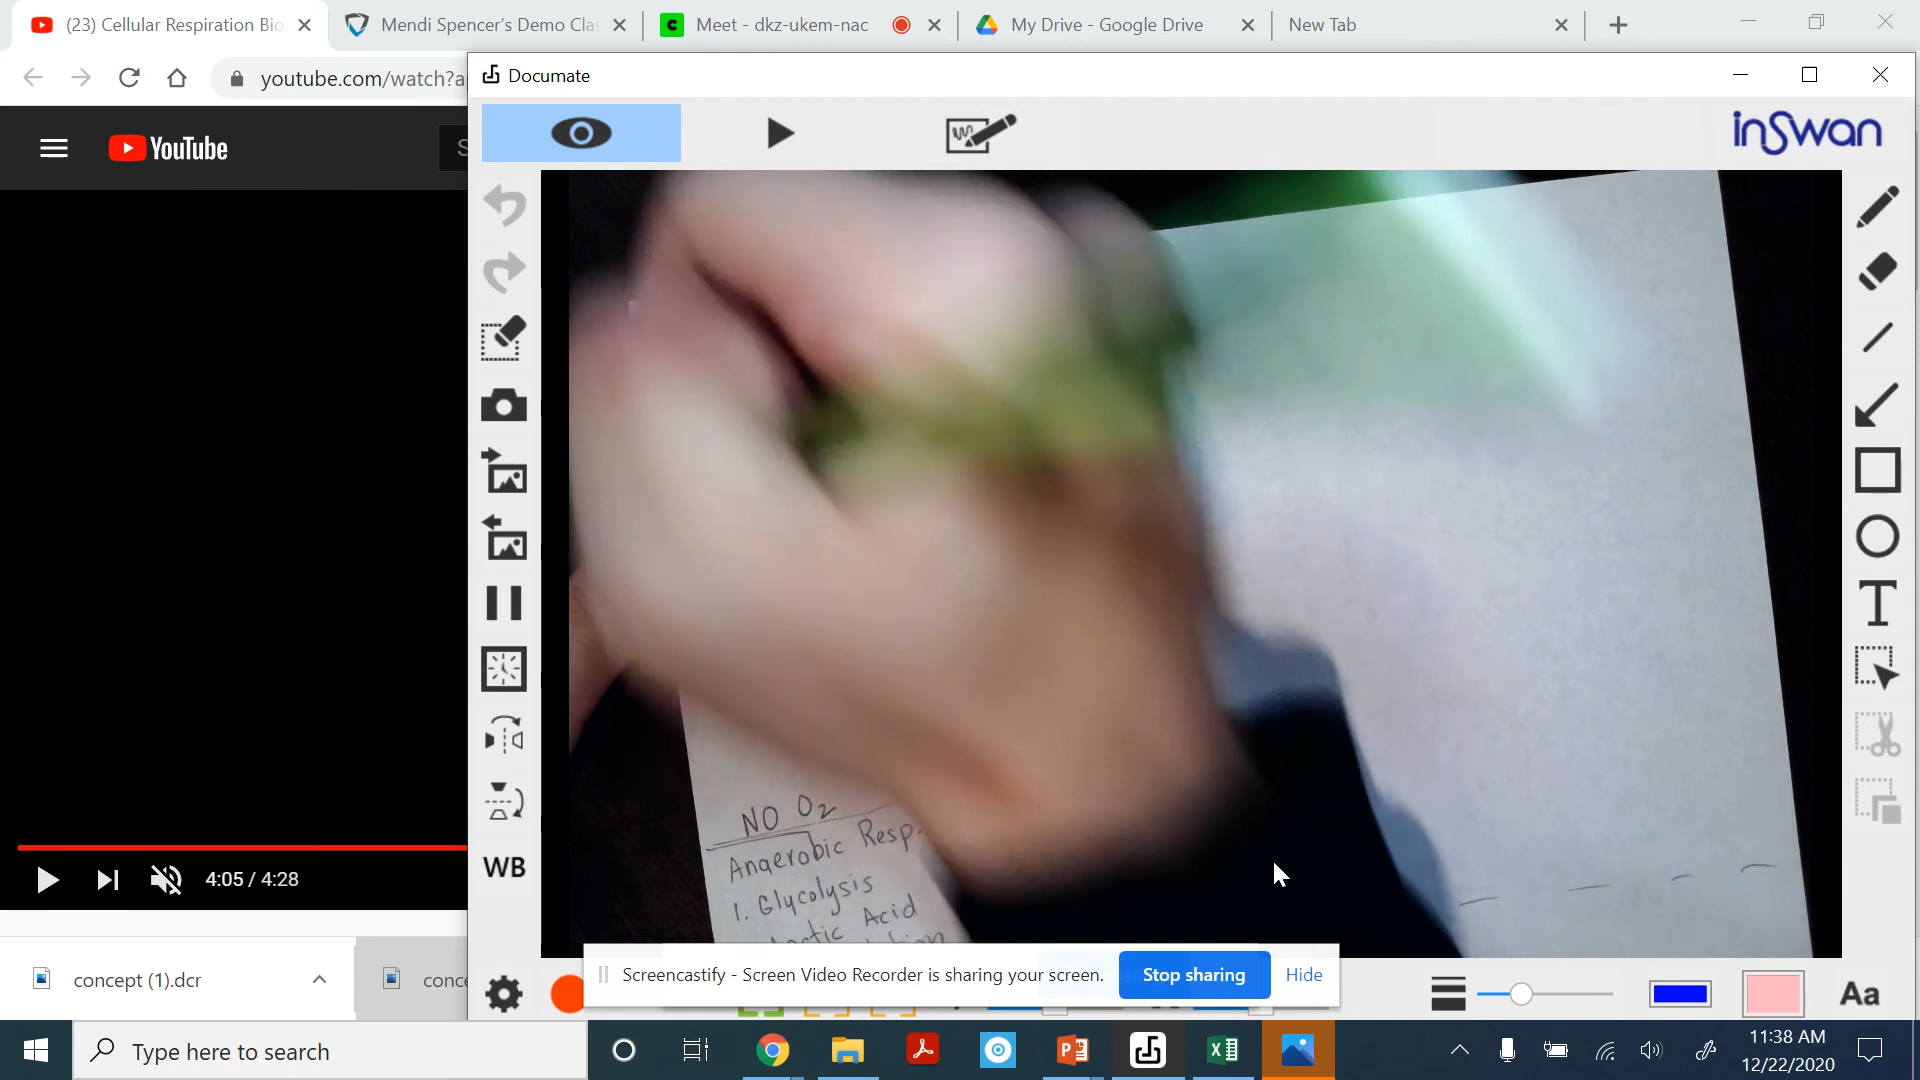 (23) Cellular Respiration Bio
Mendi Spencer's Demo Clas
Meet - dkz-ukem-nac
My Drive - Google Drive
New Tab
youtube.com/watch?a
Documate
YouTube
S
inSwan
T
WB
NO O2
Anaerobic Resp.
1. Glycolysis
Acid
4:05 / 4:28
concept (1).dcr
conce
Screencastify - Screen Video Recorder is sharing your screen.
Stop sharing
Hide
Aa
Type here to search
11:38 AM
12/22/2020